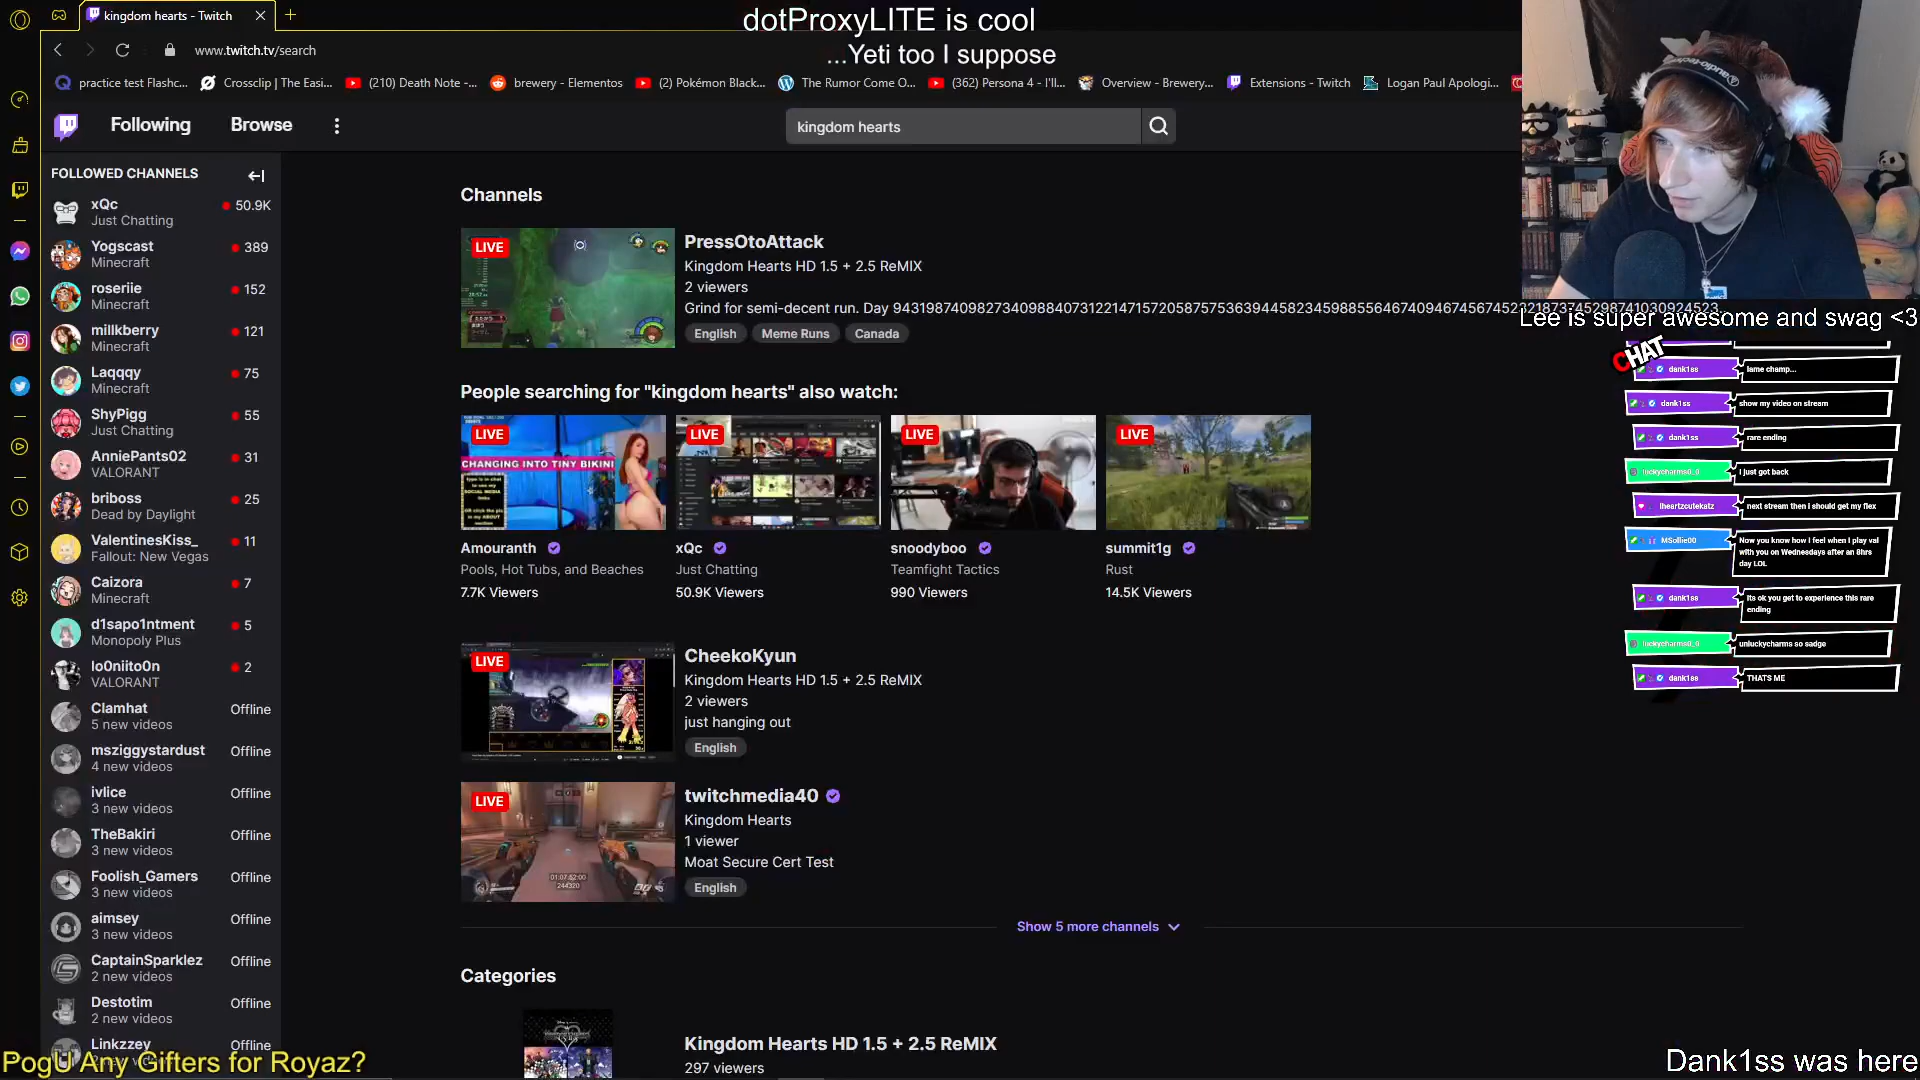 kingdom hearts - Twitch
dotProxyLITE is cool
...Yeti too I suppose
www.twitch.tv/search
practice test Flashc...
Crossclip | The Easi...
(210) Death Note -...
brewery - Elementos
(2) Pokémon Black...
The Rumor Come O...
(362) Persona 4 - I'll...
Overview - Brewery...
Extensions - Twitch
Logan Paul Apologi...
Following
Browse
kingdom hearts
FOLLOWED CHANNELS
xQc
50.9K
Just Chatting
Yogscast
389
Minecraft
roseriie
152
Minecraft
millkberry
121
Minecraft
Laqqqy
75
Minecraft
ShyPigg
55
Just Chatting
AnniePants02
31
VALORANT
briboss
25
Dead by Daylight
ValentinesKiss_
11
Fallout: New Vegas
Caizora
7
Minecraft
d1sapo1ntment
5
Monopoly Plus
lo0niito0n
2
VALORANT
Clamhat
Offline
5 new videos
msziggystardust
Offline
4 new videos
ivlice
Offline
3 new videos
TheBakiri
Offline
3 new videos
Foolish_Gamers
Offline
3 new videos
aimsey
Offline
3 new videos
CaptainSparklez
Offline
2 new videos
Destotim
Offline
2 new videos
Linkzzey
Offline
PogU Any Gifters for Royaz?
Channels
LIVE
PressOtoAttack
Kingdom Hearts HD 1.5 + 2.5 ReMIX
2 viewers
Grind for semi-decent run. Day
English
Meme Runs
Canada
People searching for "kingdom hearts" also watch:
LIVE
CHANGING INTO TINY BIKINI
LIVE
LIVE
LIVE
Amouranth
Pools, Hot Tubs, and Beaches
7.7K Viewers
xQc
Just Chatting
50.9K Viewers
snoodyboo
Teamfight Tactics
990 Viewers
summit1g
Rust
14.5K Viewers
LIVE
CheekoKyun
Kingdom Hearts HD 1.5 + 2.5 ReMIX
2 viewers
just hanging out
English
LIVE
twitchmedia40
Kingdom Hearts
1 viewer
Moat Secure Cert Test
English
Show 5 more channels
Categories
Kingdom Hearts HD 1.5 + 2.5 ReMIX
297 viewers
Lee is super awesome and swag <3
CHAT
dank1ss
lame champ...
dank1ss
show my video on stream
dank1ss
rare ending
luckycharms0_0
I just got back
iheartzcutekatz
next stream then I should get my flex
MSollie00
Now you know how i feel when I play val
with you on Wednesdays after an 8hrs
day LOL
dank1ss
Its ok you get to experience this rare
ending
luckycharms0_0
unluckycharms so sadge
dank1ss
THATS ME
Dank1ss was here